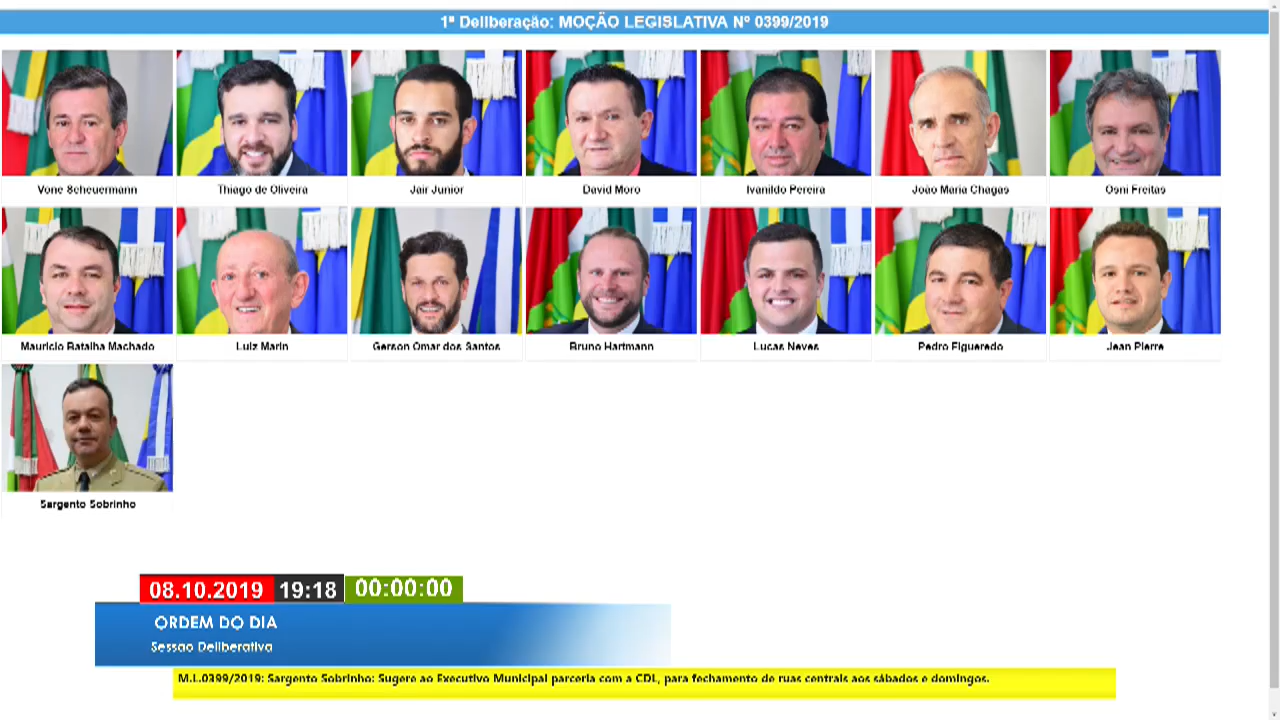 1ª Deliberação: MOÇÃO LEGISLATIVA Nº 0399/2019
Vone Scheuermann
Thiago de Oliveira
Jair Junior
David Moro
Ivanildo Pereira
João Maria Chagas
Osni Freitas
Mauricio Batalha Machado
Luiz Marin
Gerson Omar dos Santos
Bruno Hartmann
Lucas Neves
Pedro Figueredo
Jean Pierre
Sargento Sobrinho
08.10.2019 19:18 00:00:00
ORDEM DO DIA
Sessao Deliberativa
M.L.0399/2019: Sargento Sobrinho: Sugere ao Executivo Municipal parceria com a CDL, para fechamento de ruas centrais aos sábados e domingos.